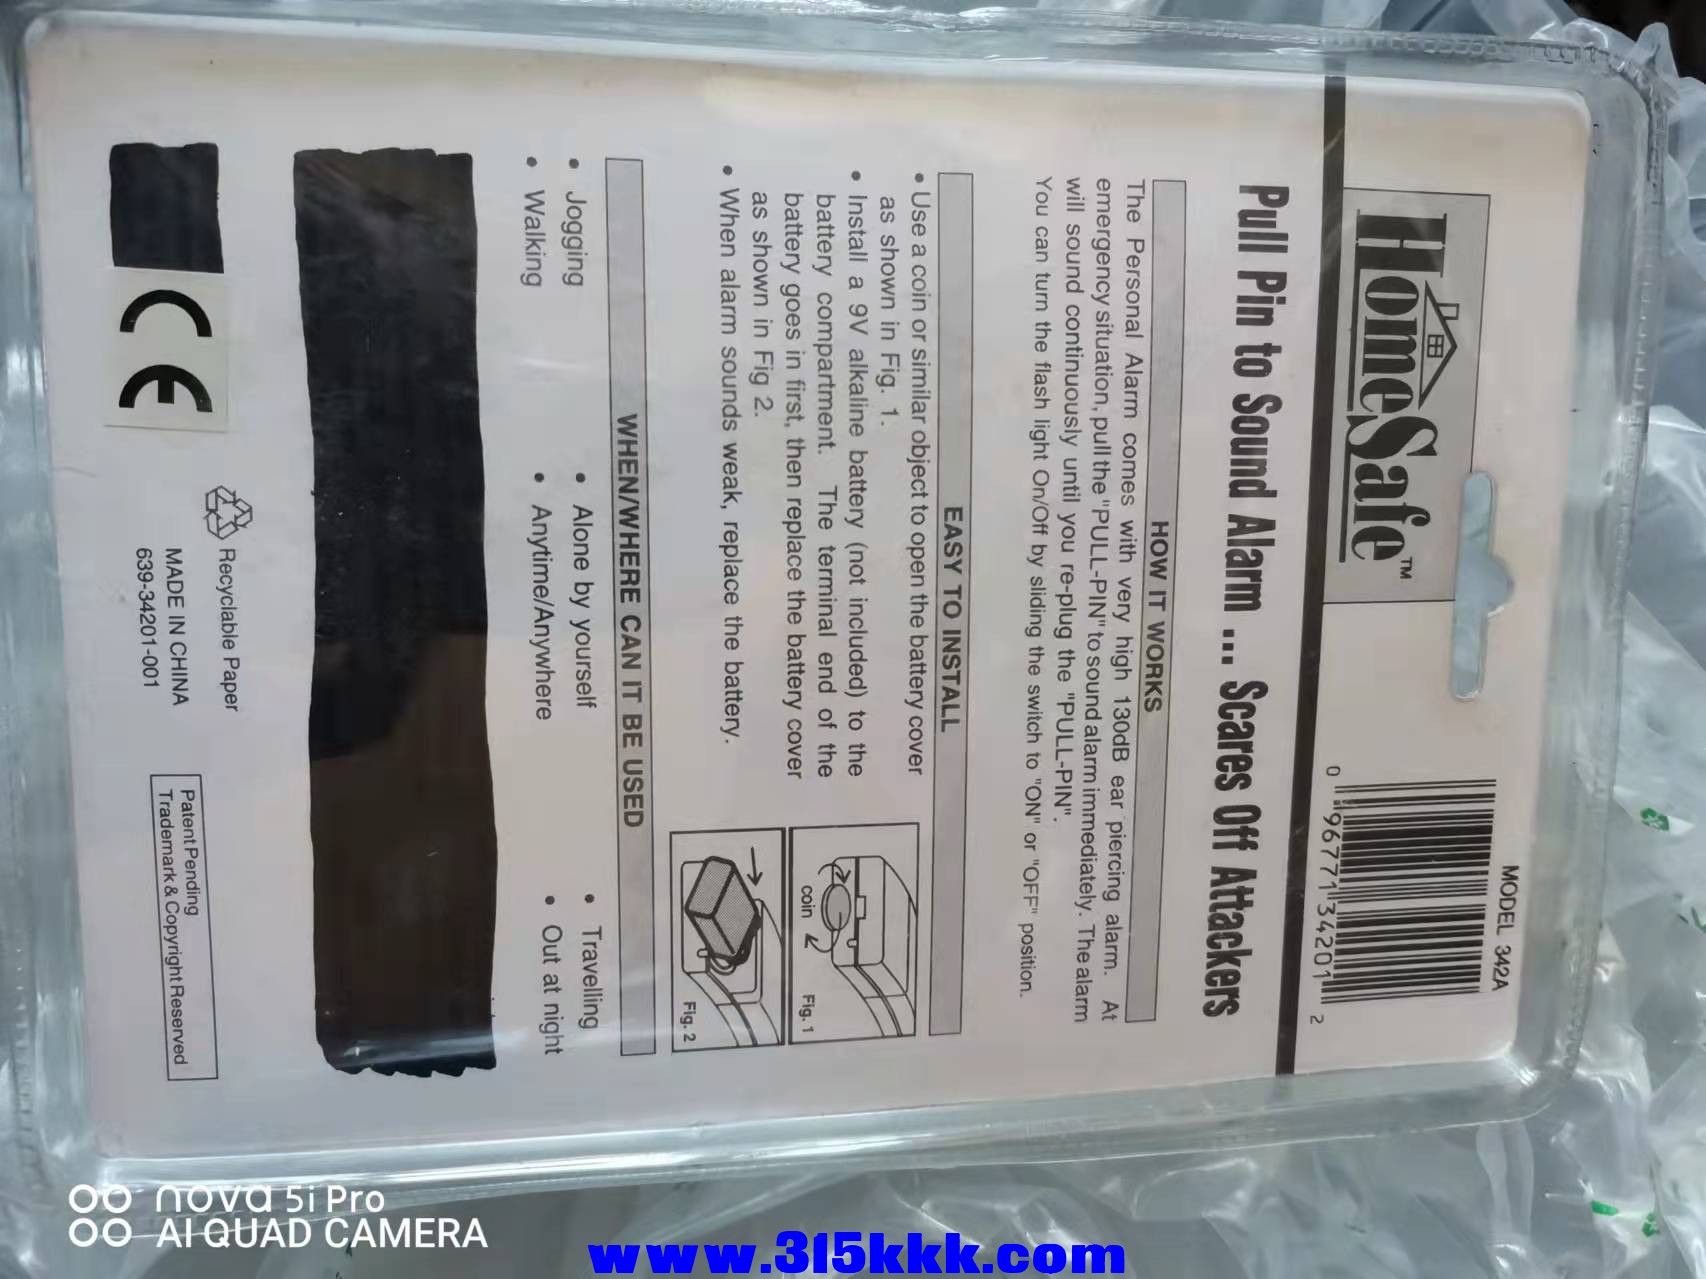 HomeSafe™
MODEL 342A
0 96771 34201 2
Pull Pin to Sound Alarm ... Scares Off Attackers
HOW IT WORKS
The Personal Alarm comes with very high 130dB ear piercing alarm. At
emergency situation, pull the "PULL-PIN" to sound alarm immediately. The alarm
will sound continuously until you re-plug the "PULL-PIN".
You can turn the flash light On/Off by sliding the switch to "ON" or "OFF" position.
EASY TO INSTALL
• Use a coin or similar object to open the battery cover
as shown in Fig. 1.
• Install a 9V alkaline battery (not included) to the
battery compartment. The terminal end of the
battery goes in first, then replace the battery cover
as shown in Fig 2.
• When alarm sounds weak, replace the battery.
coin
Fig. 1
Fig. 2
WHEN/WHERE CAN IT BE USED
• Jogging
• Alone by yourself
• Travelling
• Walking
• Anytime/Anywhere
• Out at night
CE
Recyclable Paper
MADE IN CHINA
639-34201-001
Patent Pending
Trademark & Copyright Reserved
nova 5i Pro
AI QUAD CAMERA
www.315kkk.com